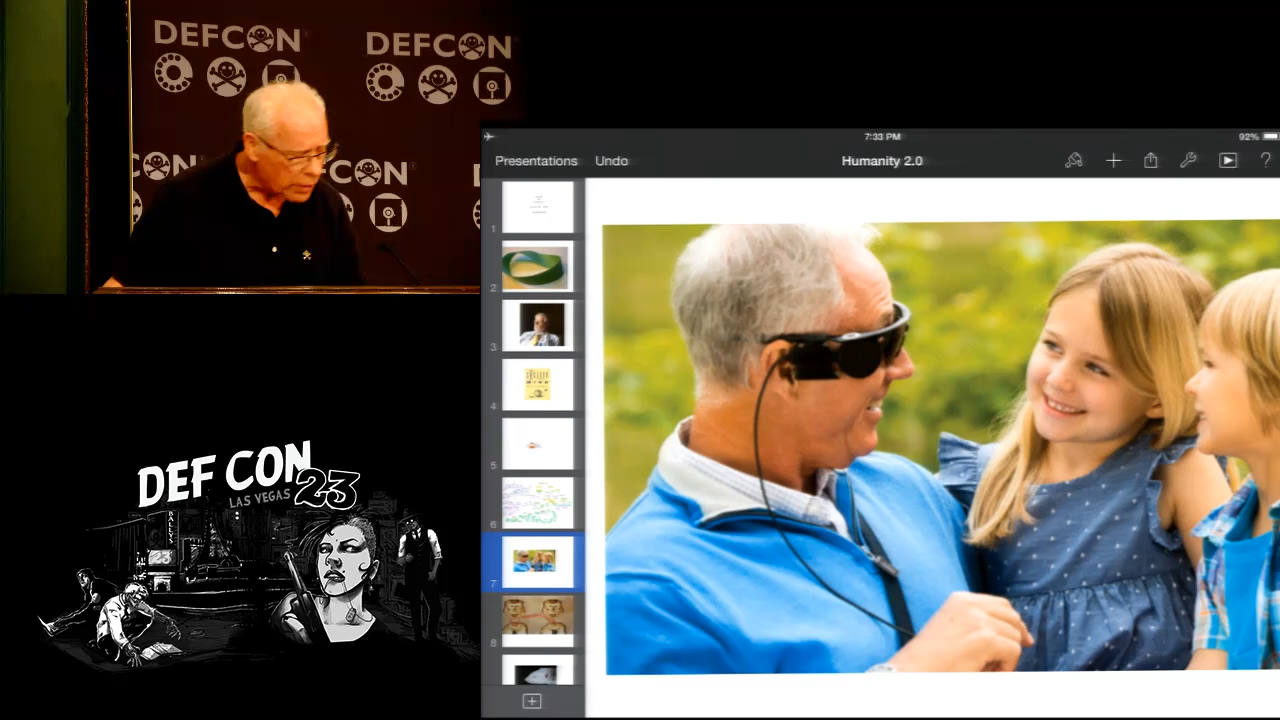 DEFCON
DEFCON
CON
CON
DEF CON
LAS VEGAS 23
BALLYS
23
7:33 PM
92%
Presentations
Undo
Humanity 2.0
?
1
2
3
4
5
6
7
8